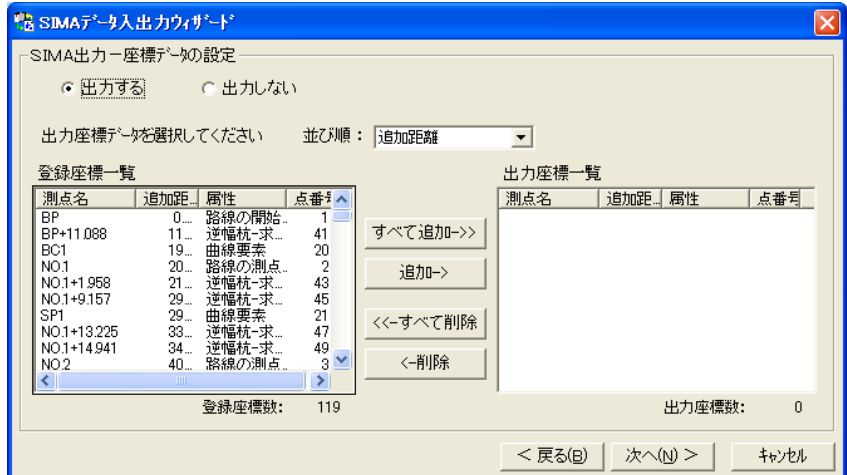 SIMAﾃﾞｰﾀ入出力ｳｨｻﾞｰﾄﾞ
ＳＩＭＡ出力－座標ﾃﾞｰﾀの設定
出力する 出力しない
出力座標ﾃﾞｰﾀを選択してください 並び順： 追加距離
登録座標一覧 出力座標一覧
測点名 追加距... 属性 点番号 測点名 追加距... 属性 点番号
BP 0... 路線の開始... 1
BP+11.088 11... 逆幅杭-求... 41
BC1 19... 曲線要素 20
NO.1 20... 路線の測点... 2
NO.1+1.958 21... 逆幅杭-求... 43
NO.1+9.157 29... 逆幅杭-求... 45
SP1 29... 曲線要素 21
NO.1+13.225 33... 逆幅杭-求... 47
NO.1+14.941 34... 逆幅杭-求... 49
NO.2 40... 路線の測点... 3
すべて追加->>
追加->
<<-すべて削除
<-削除
登録座標数: 119 出力座標数: 0
< 戻る(B) 次へ(N) > ｷｬﾝｾﾙ